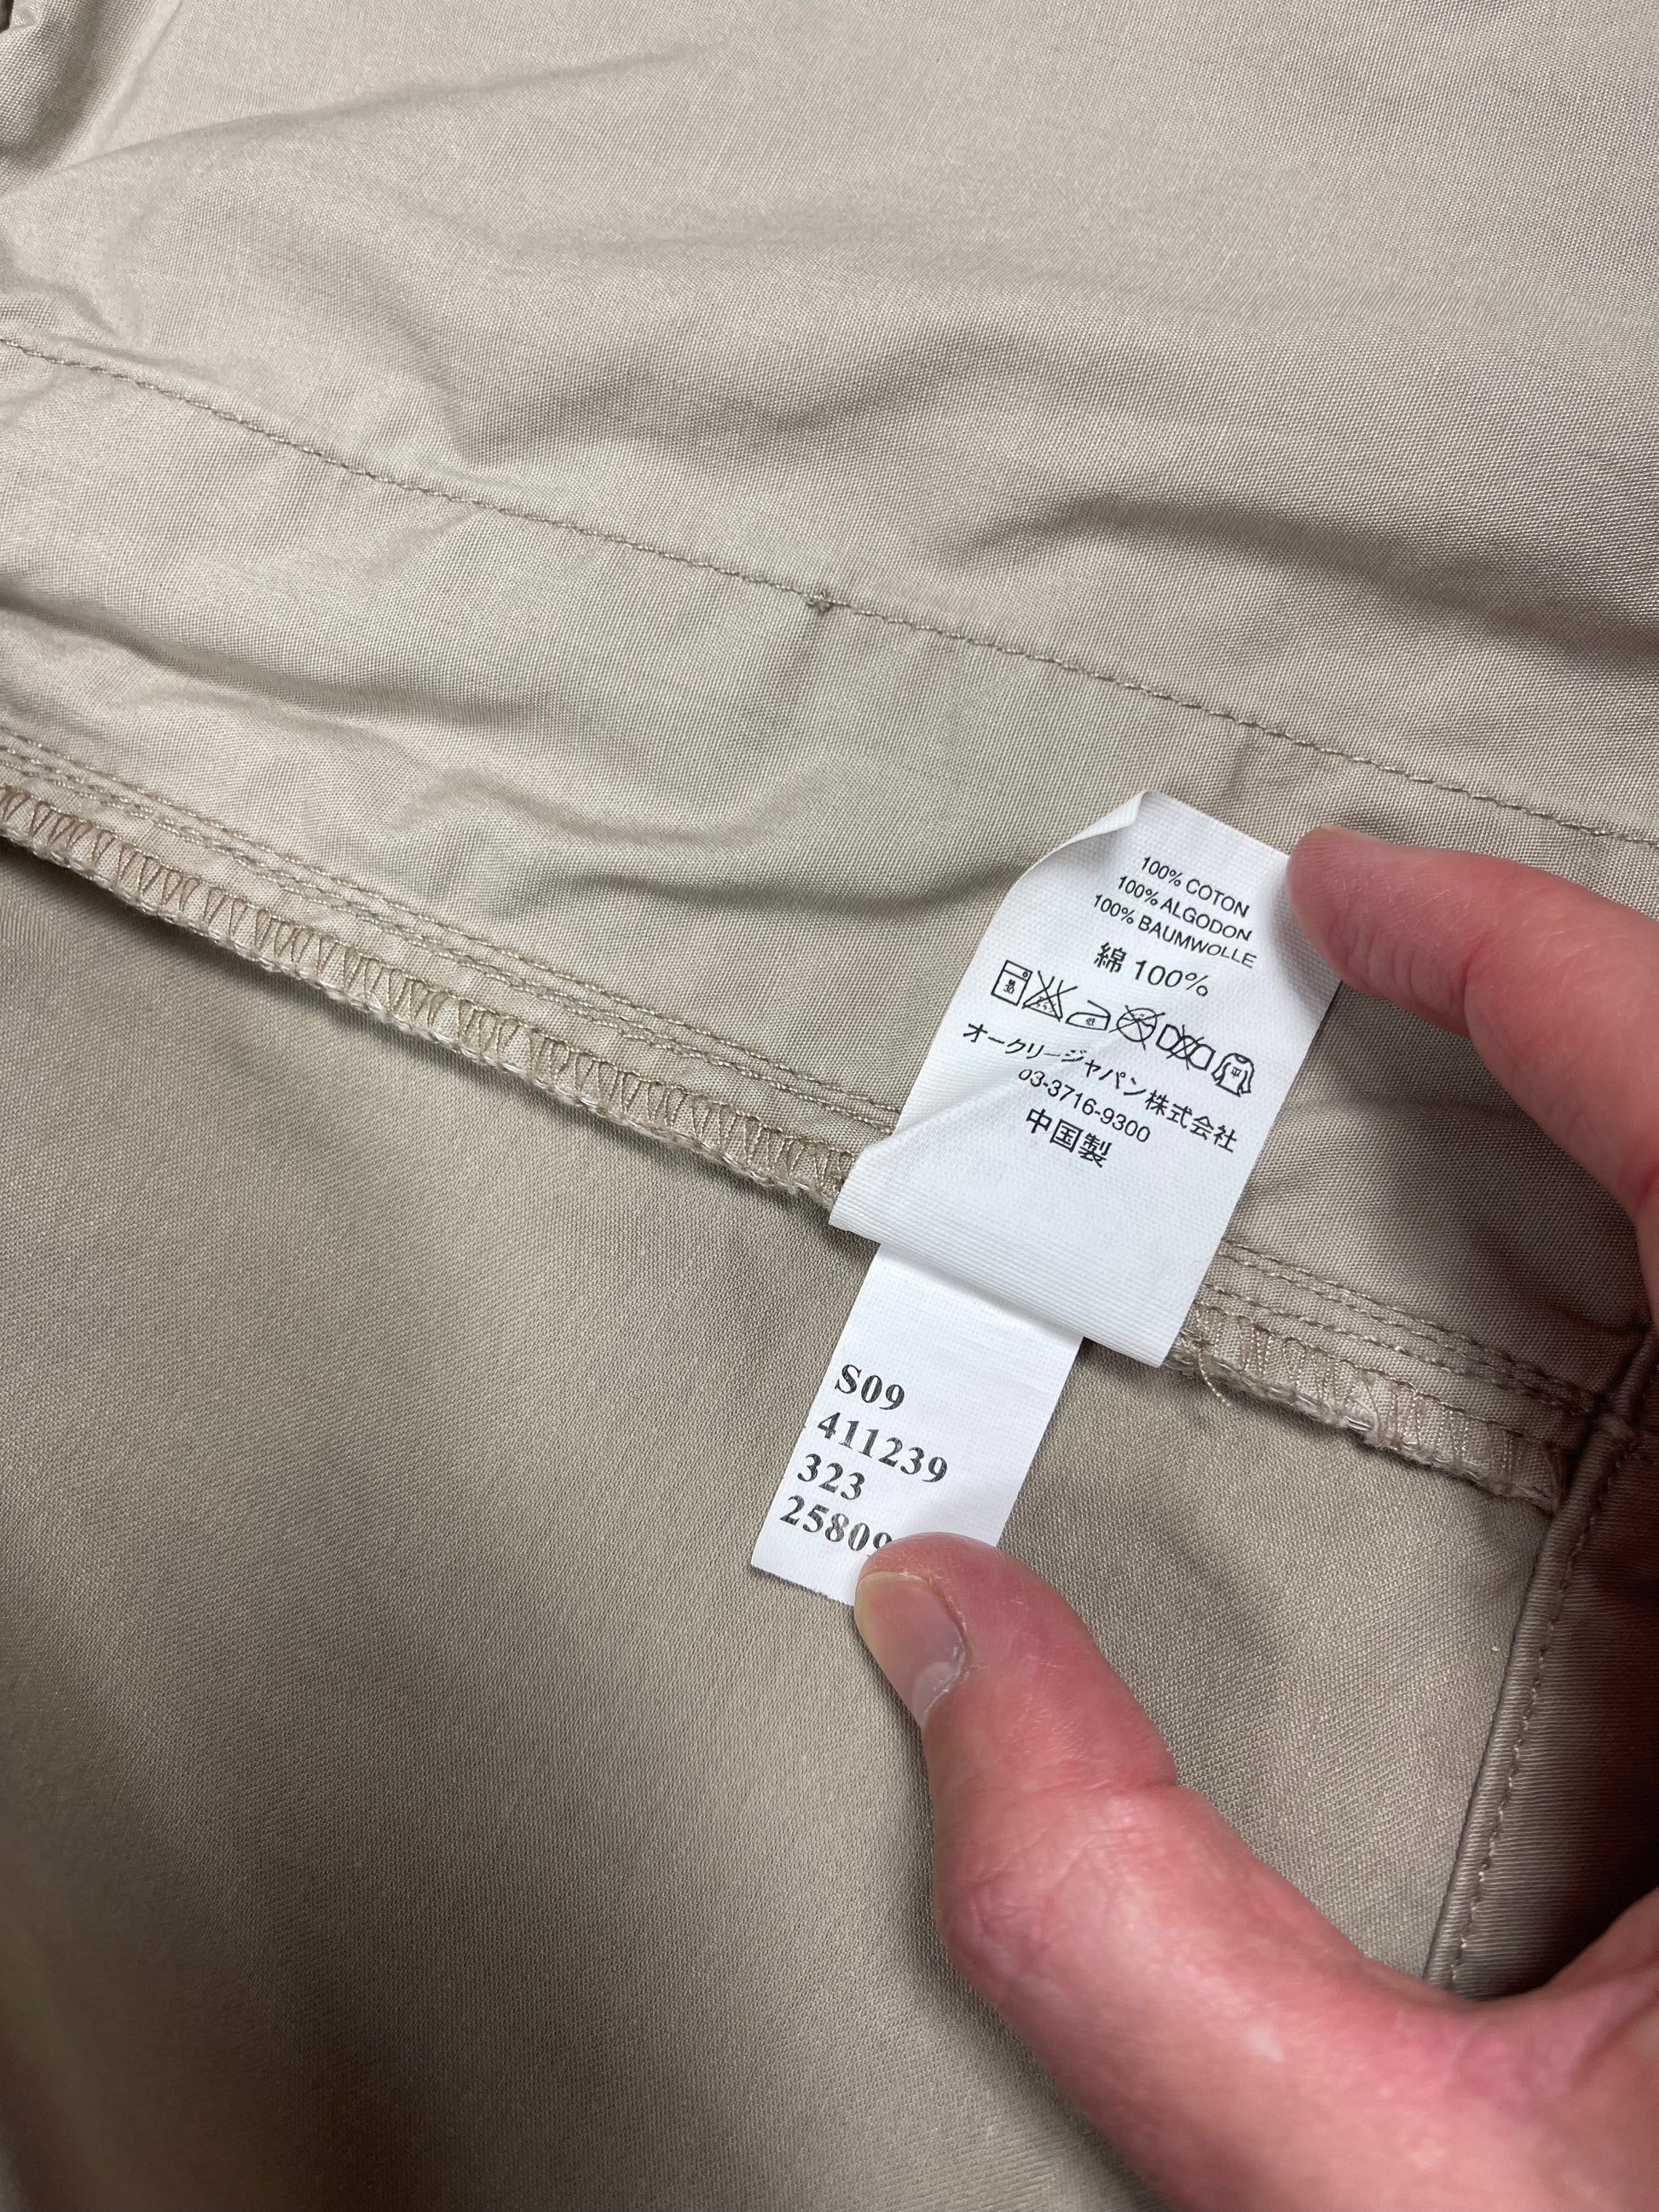 100% COTON
100% ALGODON
100% BAUMWOLLE
綿 100%
オークリージャパン株式会社
03-3716-9300
中国製
S09
411239
323
25809